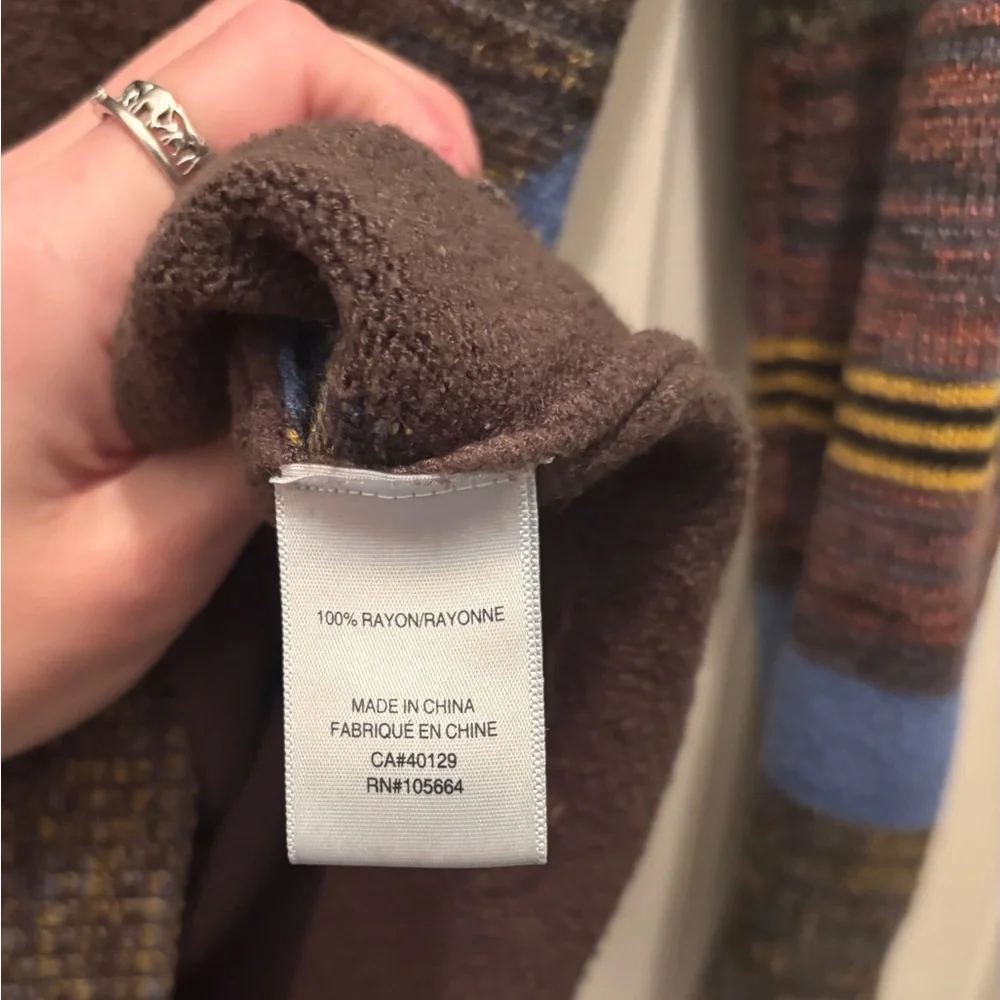 100% RAYON/RAYONNE
MADE IN CHINA
FABRIQUÉ EN CHINE
CA#40129
RN#105664